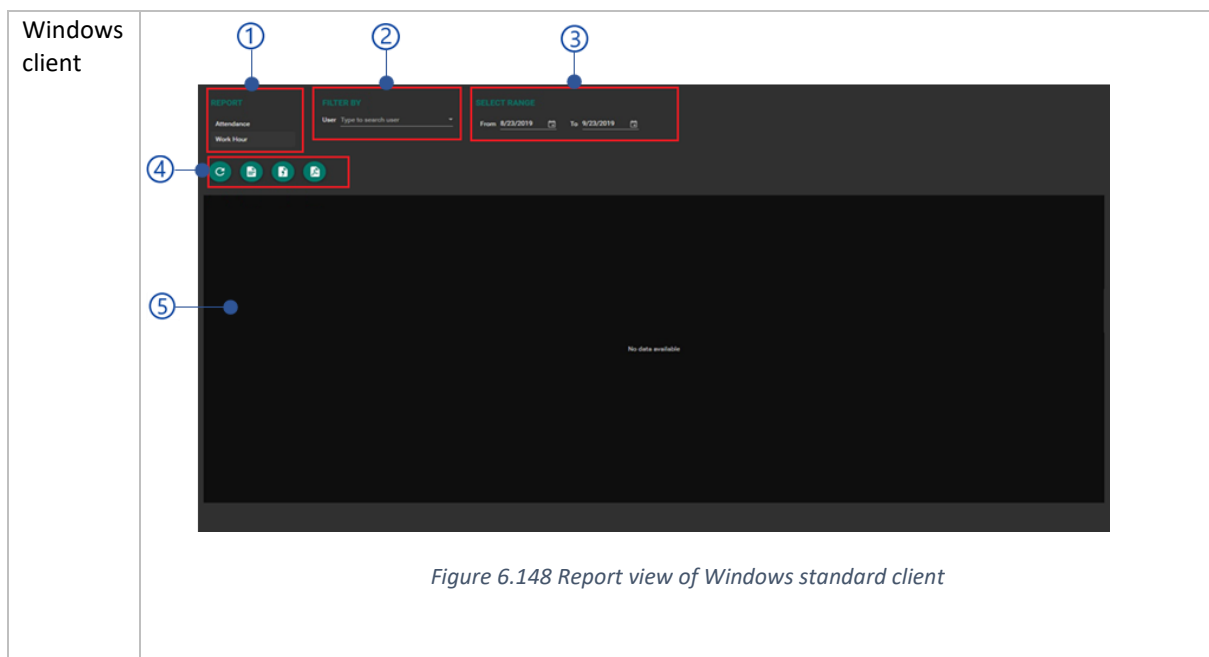 Windows
client
① ② ③
REPORT FILTER BY SELECT RANGE
Attendance User Type to search user From 8/23/2019 To 9/23/2019
Work Hour
④
⑤
No data available
Figure 6.148 Report view of Windows standard client